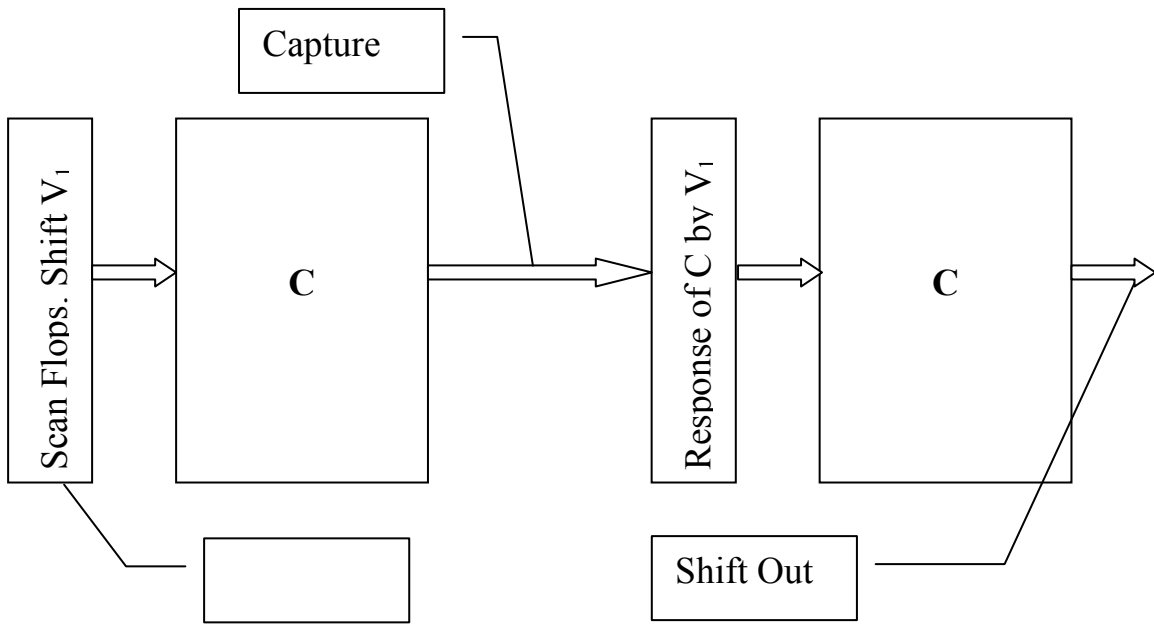 Capture
Scan Flops. Shift V₁
C
Response of C by V₁
C
Shift Out